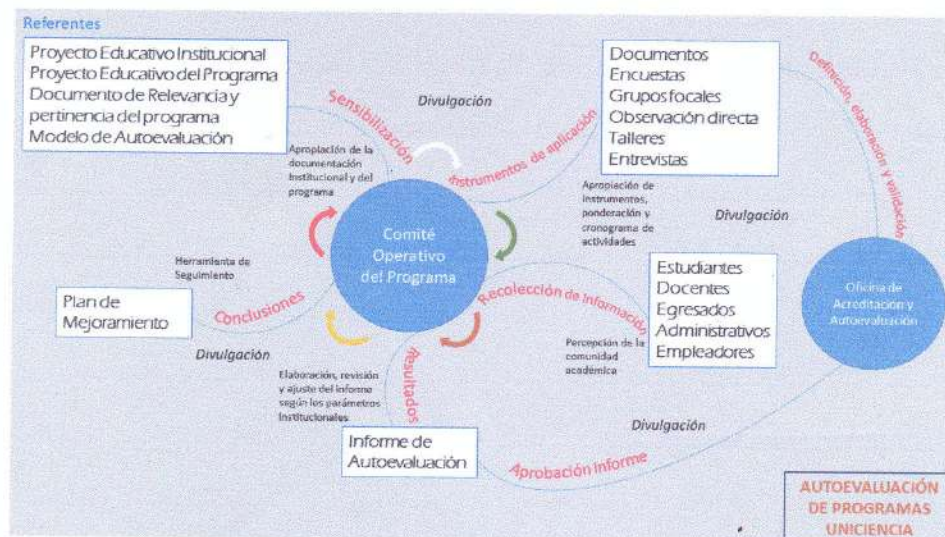 Referentes
Proyecto Educativo Institucional
Proyecto Educativo del Programa
Documento de Relevancia y
pertinencia del programa
Modelo de Autoevaluación
Sensibilización
Divulgación
Apropiación de la
documentación
Institucional y del
programa
Instrumentos de aplicación
Documentos
Encuestas
Grupos focales
Observación directa
Talleres
Entrevistas
Definición, elaboración y validación
Apropiación de
instrumentos,
ponderación y
cronograma de
actividades
Divulgación
Comité
Operativo
del Programa
Herramienta de
Seguimiento
Plan de
Mejoramiento
Conclusiones
Divulgación
Recolección de información
Estudiantes
Docentes
Egresados
Administrativos
Empleadores
Percepción de la
comunidad
académica
Oficina de
Acreditación y
Autoevaluación
Elaboración, revisión
y ajuste del informe
según los parámetros
Institucionales
Resultados
Informe de
Autoevaluación
Aprobación Informe
Divulgación
AUTOEVALUACIÓN
DE PROGRAMAS
UNICIENCIA